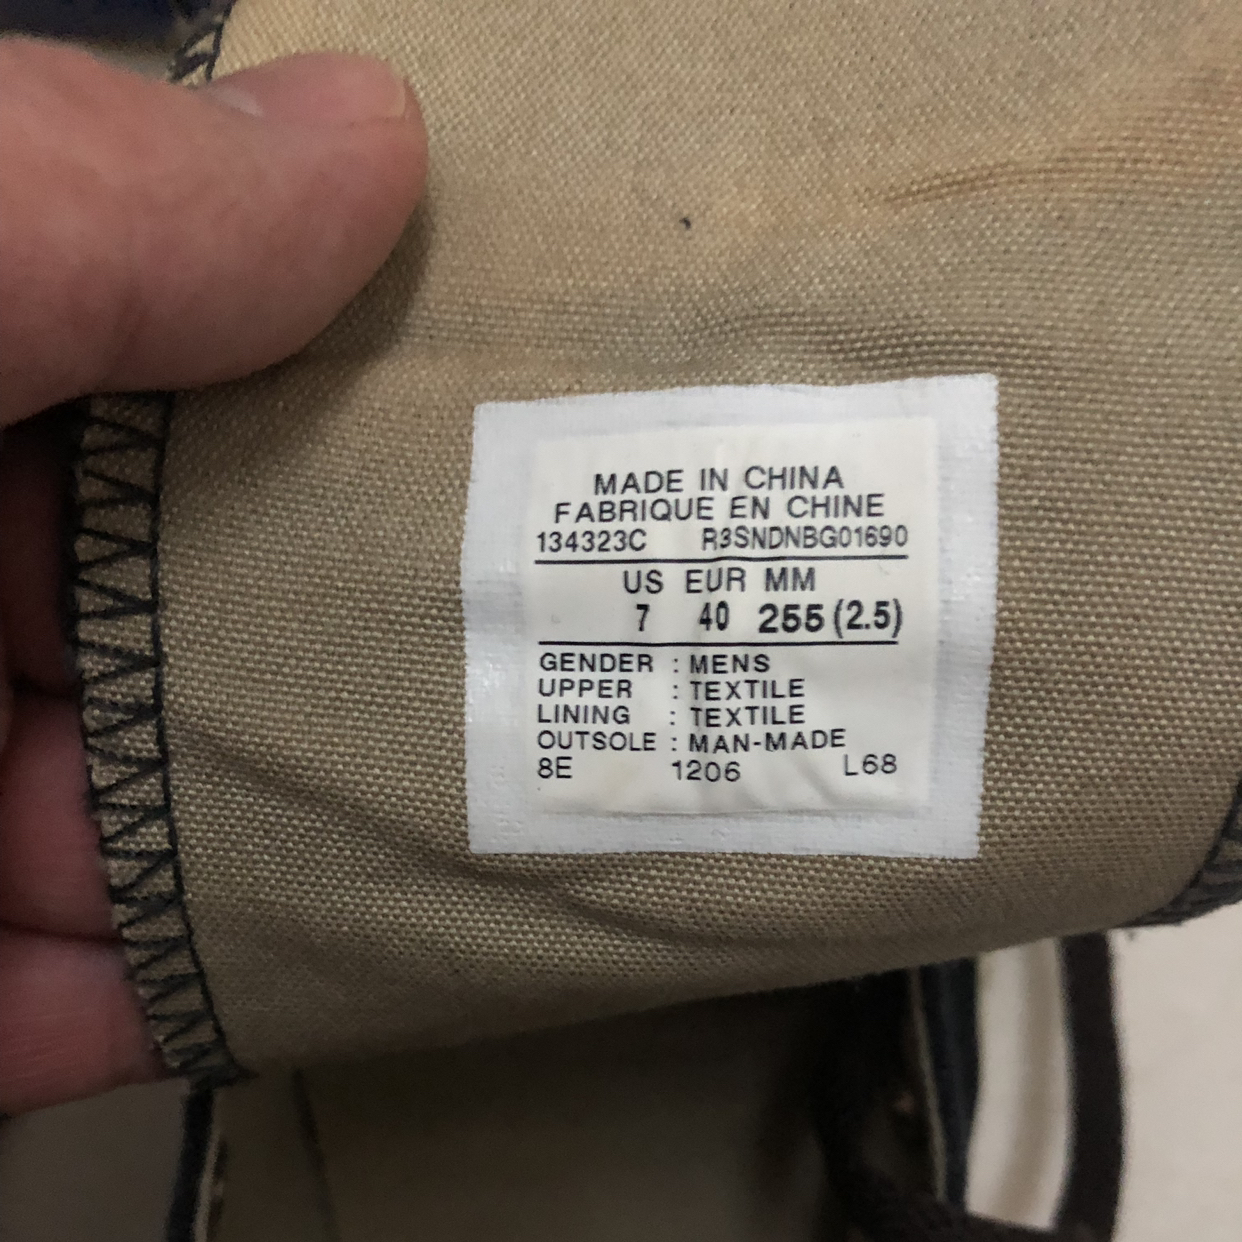 MADE IN CHINA
FABRIQUE EN CHINE
134323C R3SNDNBG01690
US EUR MM
7 40 255 (2.5)
GENDER : MENS
UPPER : TEXTILE
LINING : TEXTILE
OUTSOLE : MAN-MADE
8E 1206 L68